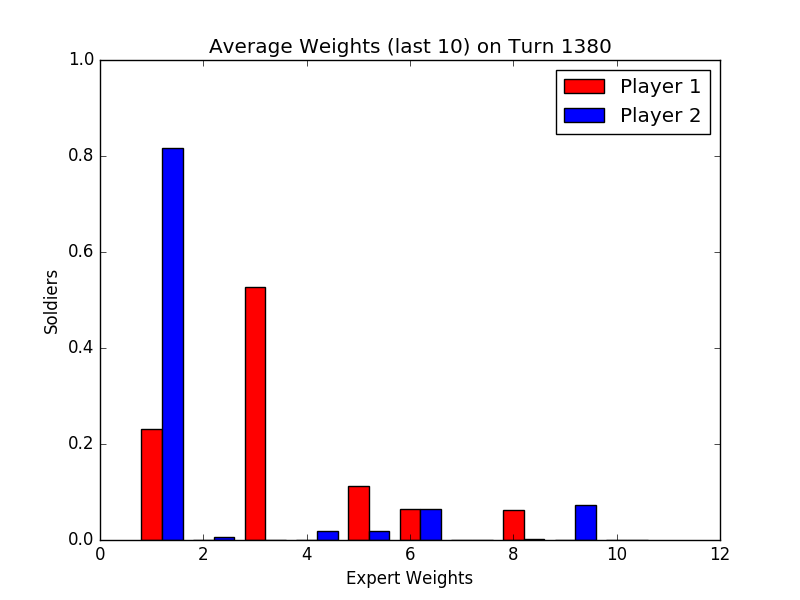 Average Weights (last 10) on Turn 1380
1.0
0.8
0.6
0.4
0.2
0.0
Soldiers
Player 1
Player 2
0 2 4 6 8 10 12
Expert Weights